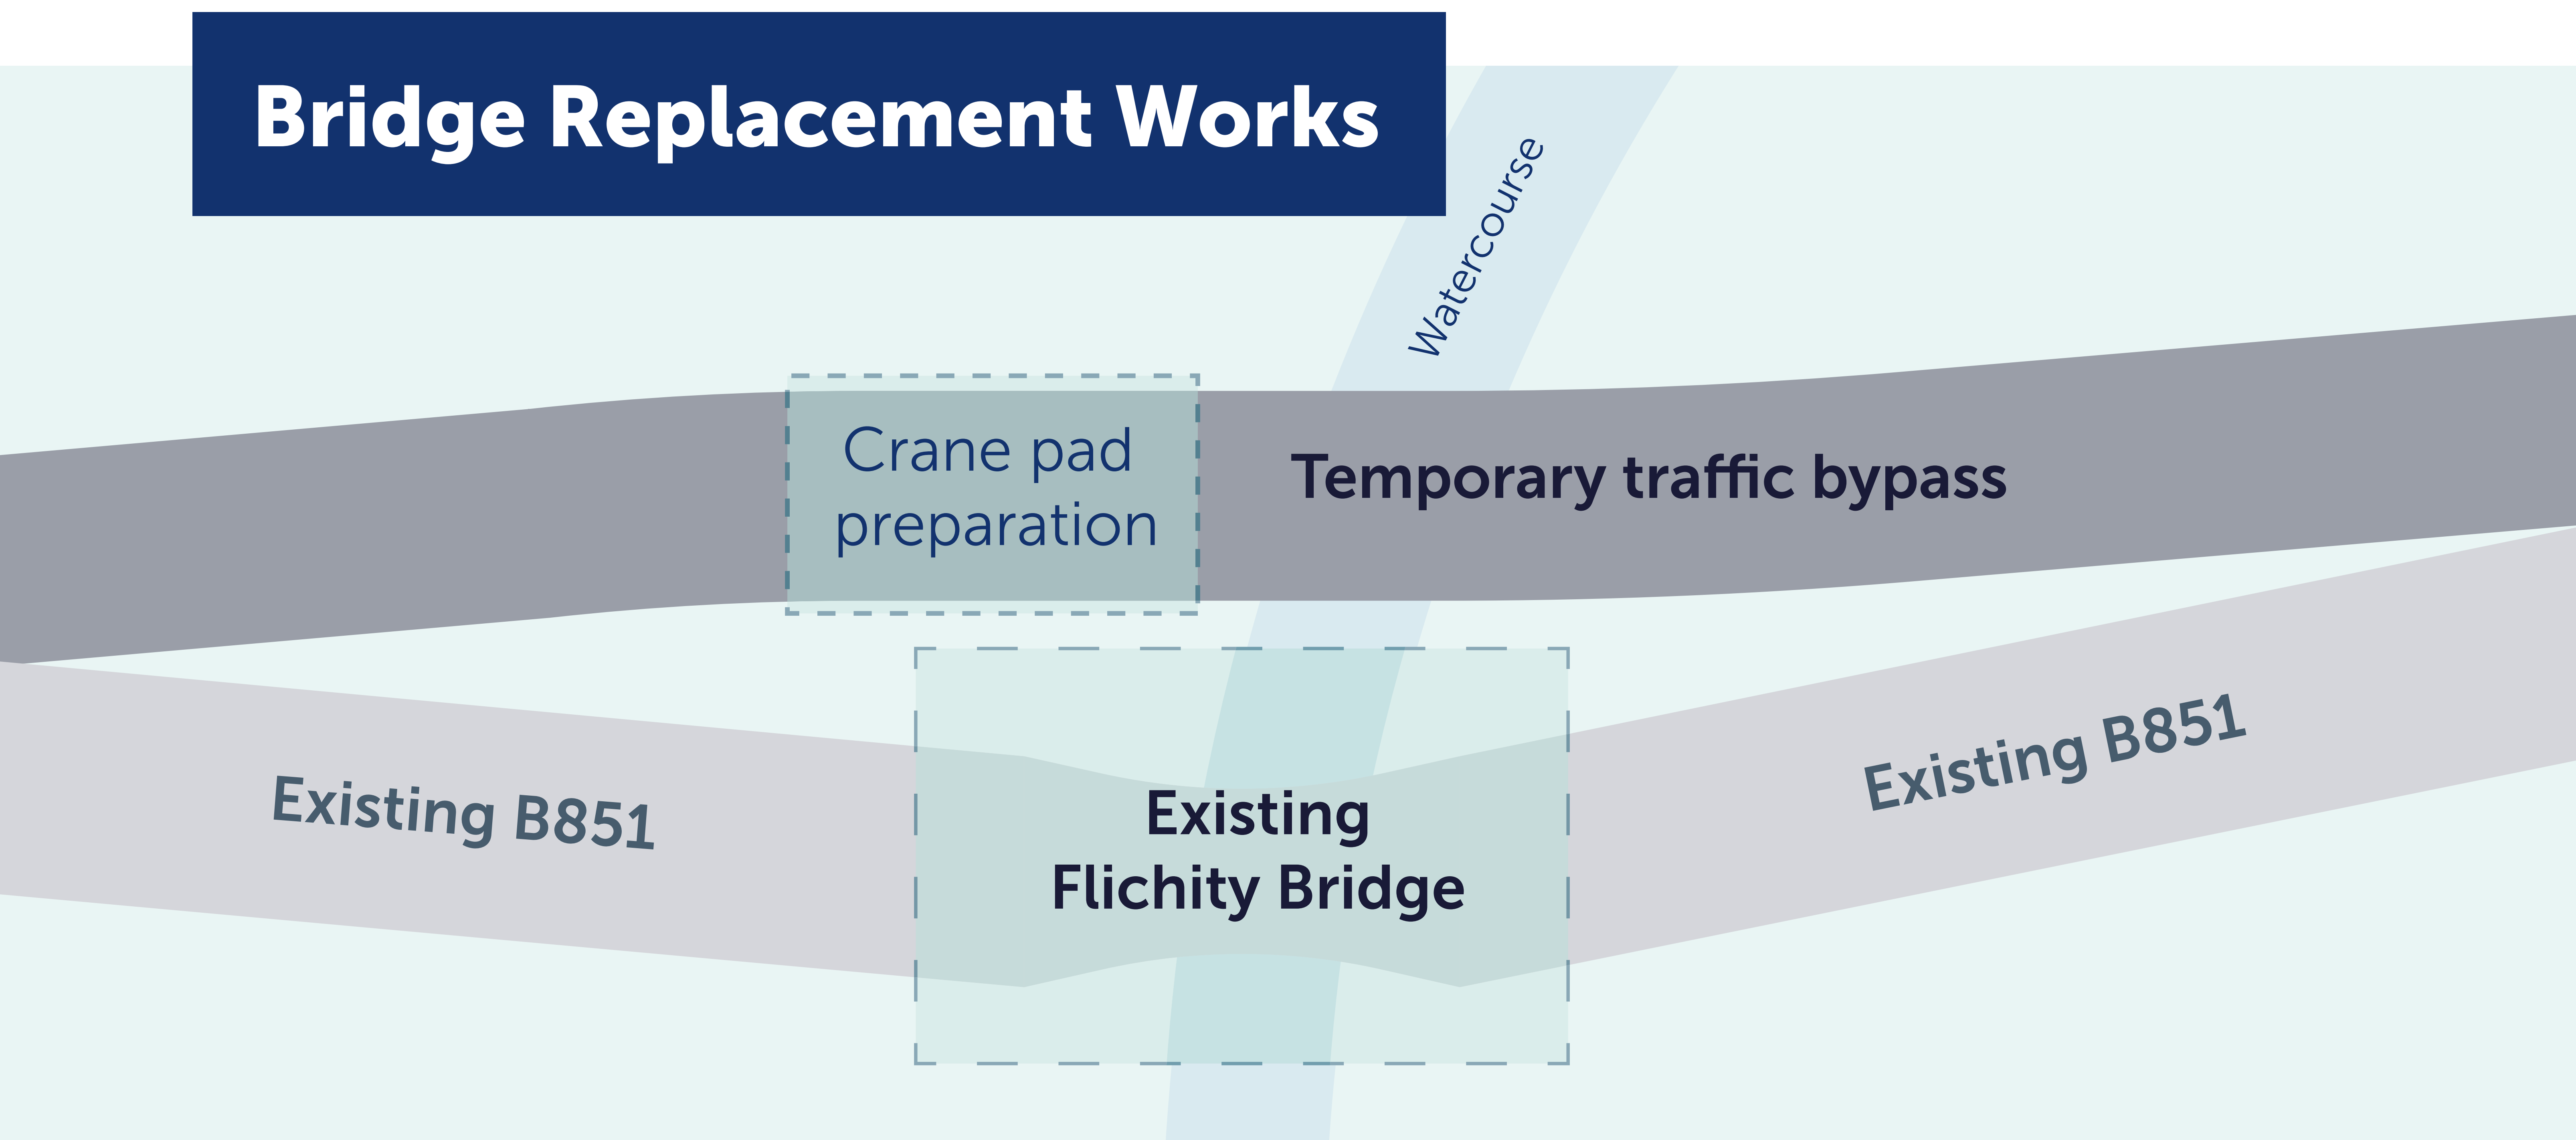 Bridge Replacement Works
Watercourse
Crane pad
preparation
Temporary traffic bypass
Existing B851
Existing
Flichity Bridge
Existing B851